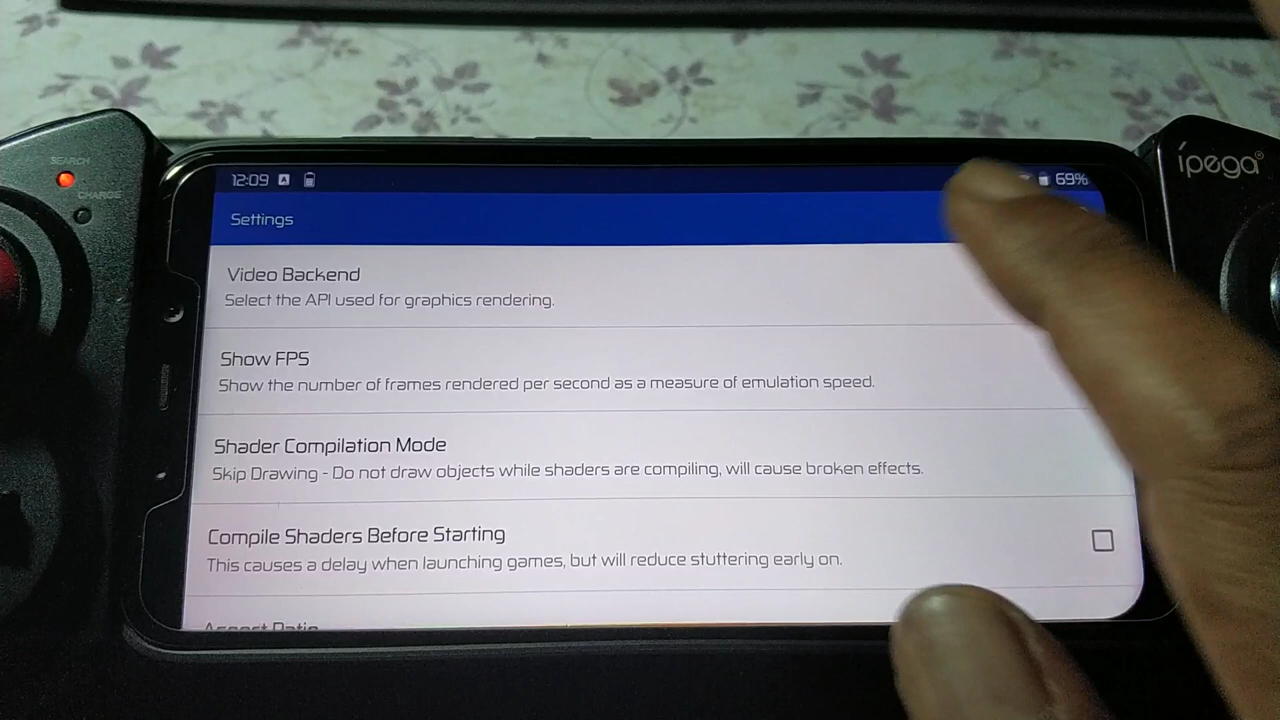 SEARCH
CHARGE
ípega®
12:09 A 69%
Settings
Video Backend
Select the API used for graphics rendering.
Show FPS
Show the number of frames rendered per second as a measure of emulation speed.
Shader Compilation Mode
Skip Drawing - Do not draw objects while shaders are compiling, will cause broken effects.
Compile Shaders Before Starting
This causes a delay when launching games, but will reduce stuttering early on.
Aspect Ratio